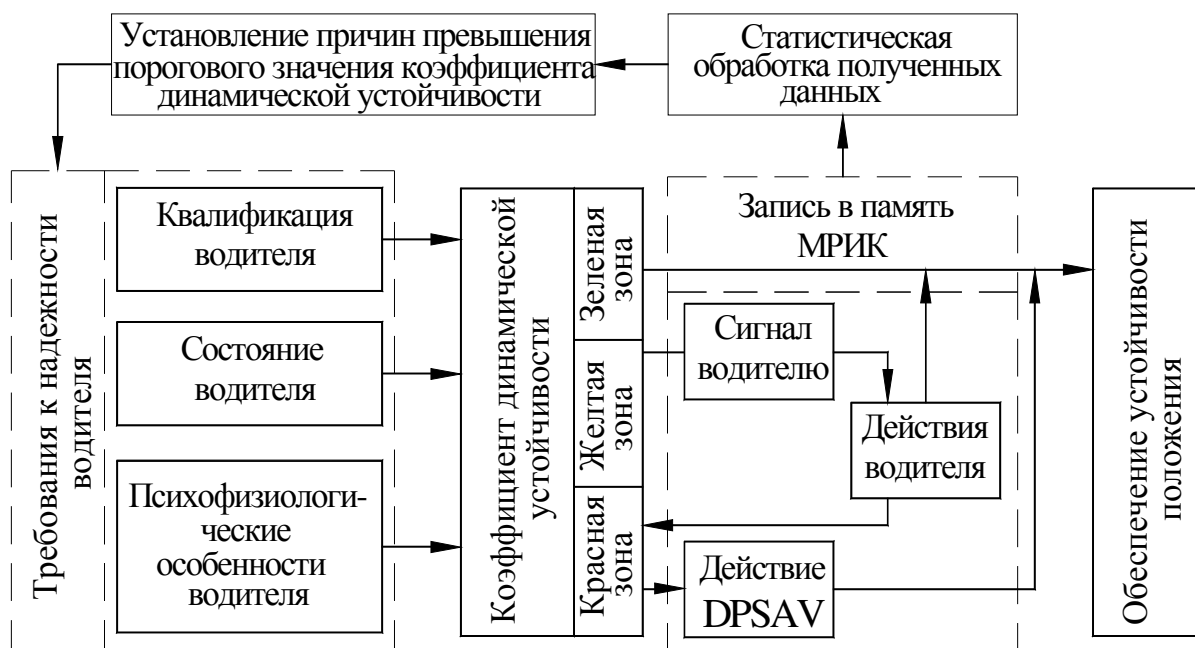 Установление причин превышения
порогового значения коэффициента
динамической устойчивости
Статистическая
обработка полученных
данных
Требования к надежности
водителя
Квалификация
водителя
Состояние
водителя
Психофизиологи-
ческие
особенности
водителя
Коэффициент динамической
устойчивости
Зеленая
зона
Желтая
зона
Красная
зона
Запись в память
МРИК
Сигнал
водителю
Действия
водителя
Действие
DPSAV
Обеспечение устойчивости
положения